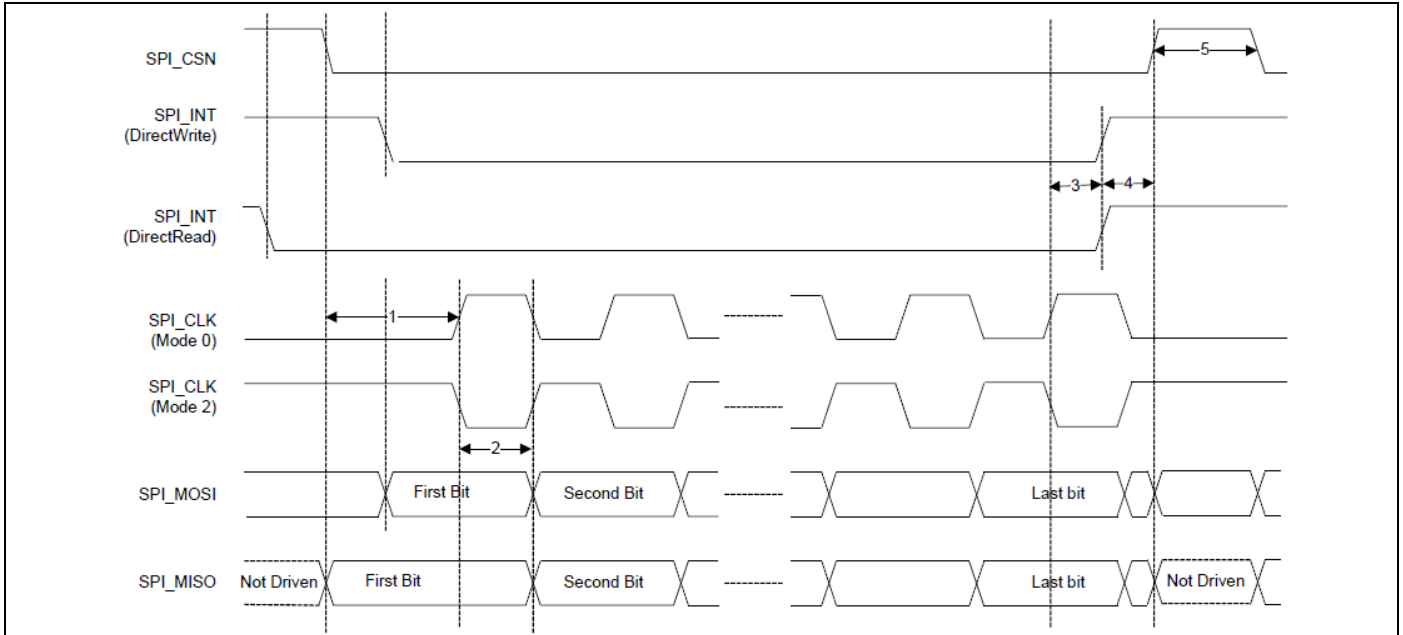 SPI_CSN
5
SPI_INT
(DirectWrite)
3 4
SPI_INT
(DirectRead)
1
SPI_CLK
(Mode 0)
SPI_CLK
(Mode 2)
2
SPI_MOSI First Bit Second Bit Last bit
SPI_MISO Not Driven First Bit Second Bit Last bit Not Driven